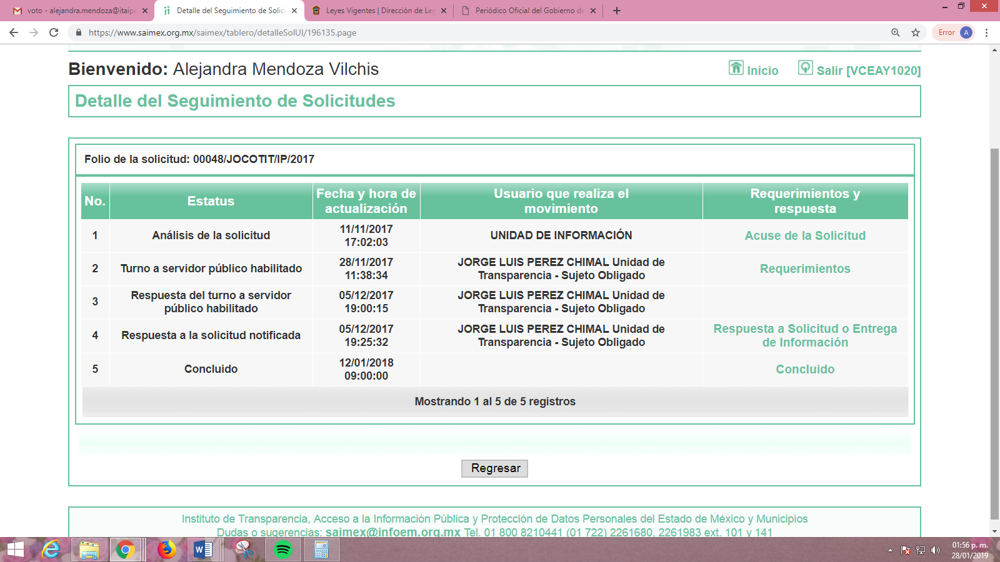 voto - alejandra.mendoza@itaipe
Detalle del Seguimiento de Solic
Leyes Vigentes | Dirección de Leg
Periódico Oficial del Gobierno de
https://www.saimex.org.mx/saimex/tablero/detalleSolUI/196135.page
Error A
Bienvenido: Alejandra Mendoza Vilchis
Inicio
Salir [VCEAY1020]
Detalle del Seguimiento de Solicitudes
Folio de la solicitud: 00048/JOCOTIT/IP/2017
No.
Estatus
Fecha y hora de
actualización
Usuario que realiza el
movimiento
Requerimientos y
respuesta
1
Análisis de la solicitud
11/11/2017
17:02:03
UNIDAD DE INFORMACIÓN
Acuse de la Solicitud
2
Turno a servidor público habilitado
28/11/2017
11:38:34
JORGE LUIS PEREZ CHIMAL Unidad de
Transparencia - Sujeto Obligado
Requerimientos
3
Respuesta del turno a servidor
público habilitado
05/12/2017
19:00:15
JORGE LUIS PEREZ CHIMAL Unidad de
Transparencia - Sujeto Obligado
4
Respuesta a la solicitud notificada
05/12/2017
19:25:32
JORGE LUIS PEREZ CHIMAL Unidad de
Transparencia - Sujeto Obligado
Respuesta a Solicitud o Entrega
de Información
5
Concluido
12/01/2018
09:00:00
Concluido
Mostrando 1 al 5 de 5 registros
Regresar
Instituto de Transparencia, Acceso a la Información Pública y Protección de Datos Personales del Estado de México y Municipios
Dudas o sugerencias: saimex@infoem.org.mx Tel. 01 800 8210441 (01 722) 2261680, 2261983 ext. 101 y 141
01:56 p. m.
28/01/2019